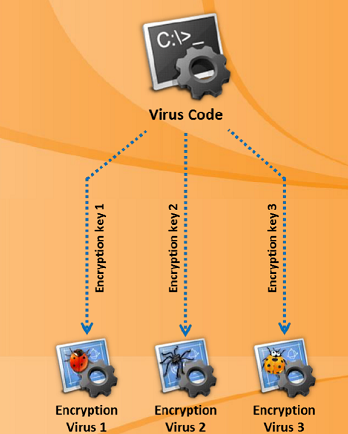 C:\>_
Virus Code
Encryption key 1
Encryption key 2
Encryption key 3
Encryption
Virus 1
Encryption
Virus 2
Encryption
Virus 3